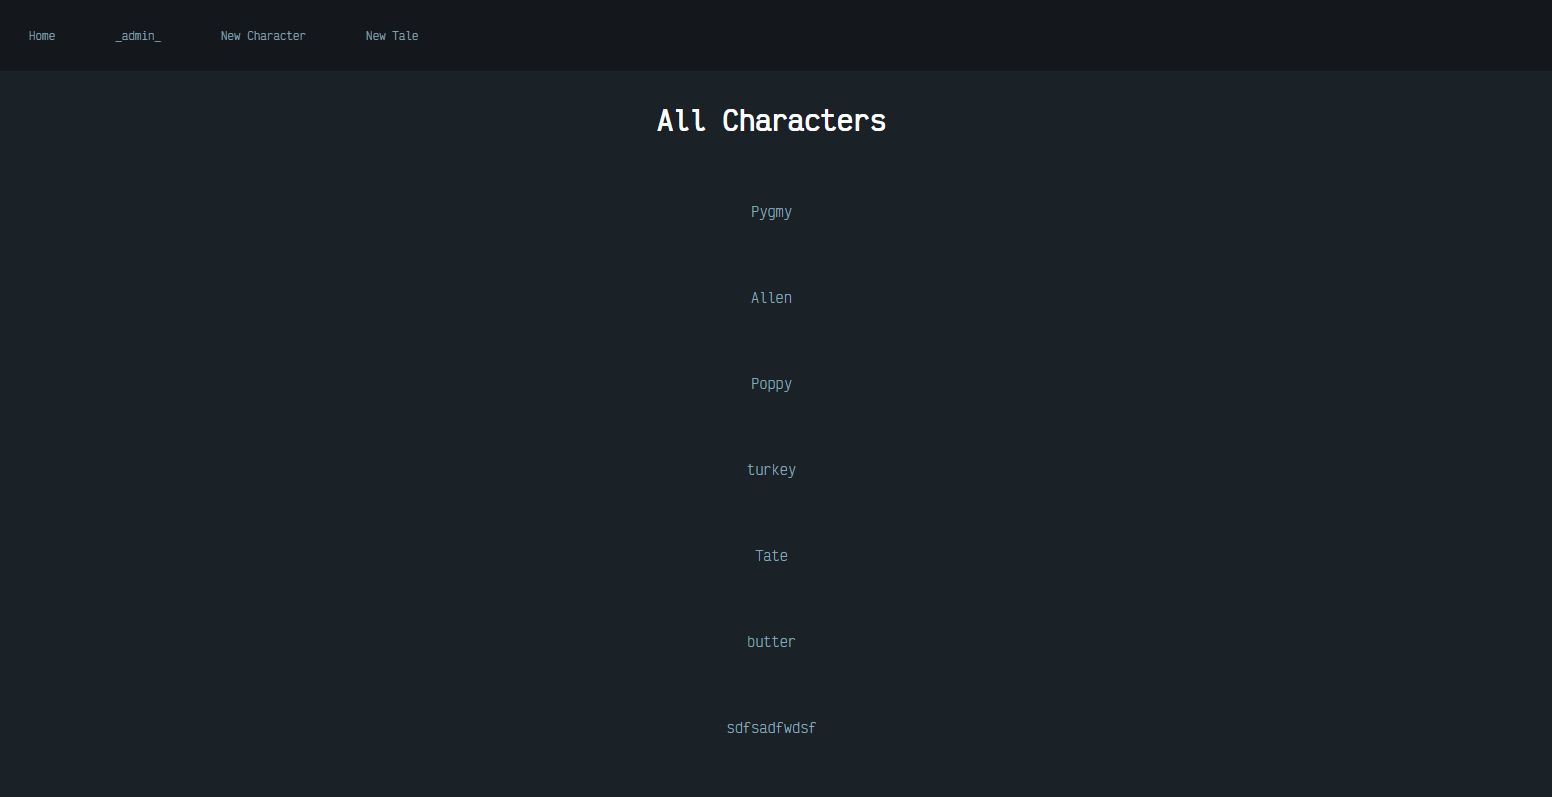 Home _admin_ New Character New Tale
All Characters
Pygmy
Allen
Poppy
turkey
Tate
butter
sdfsadfwdsf